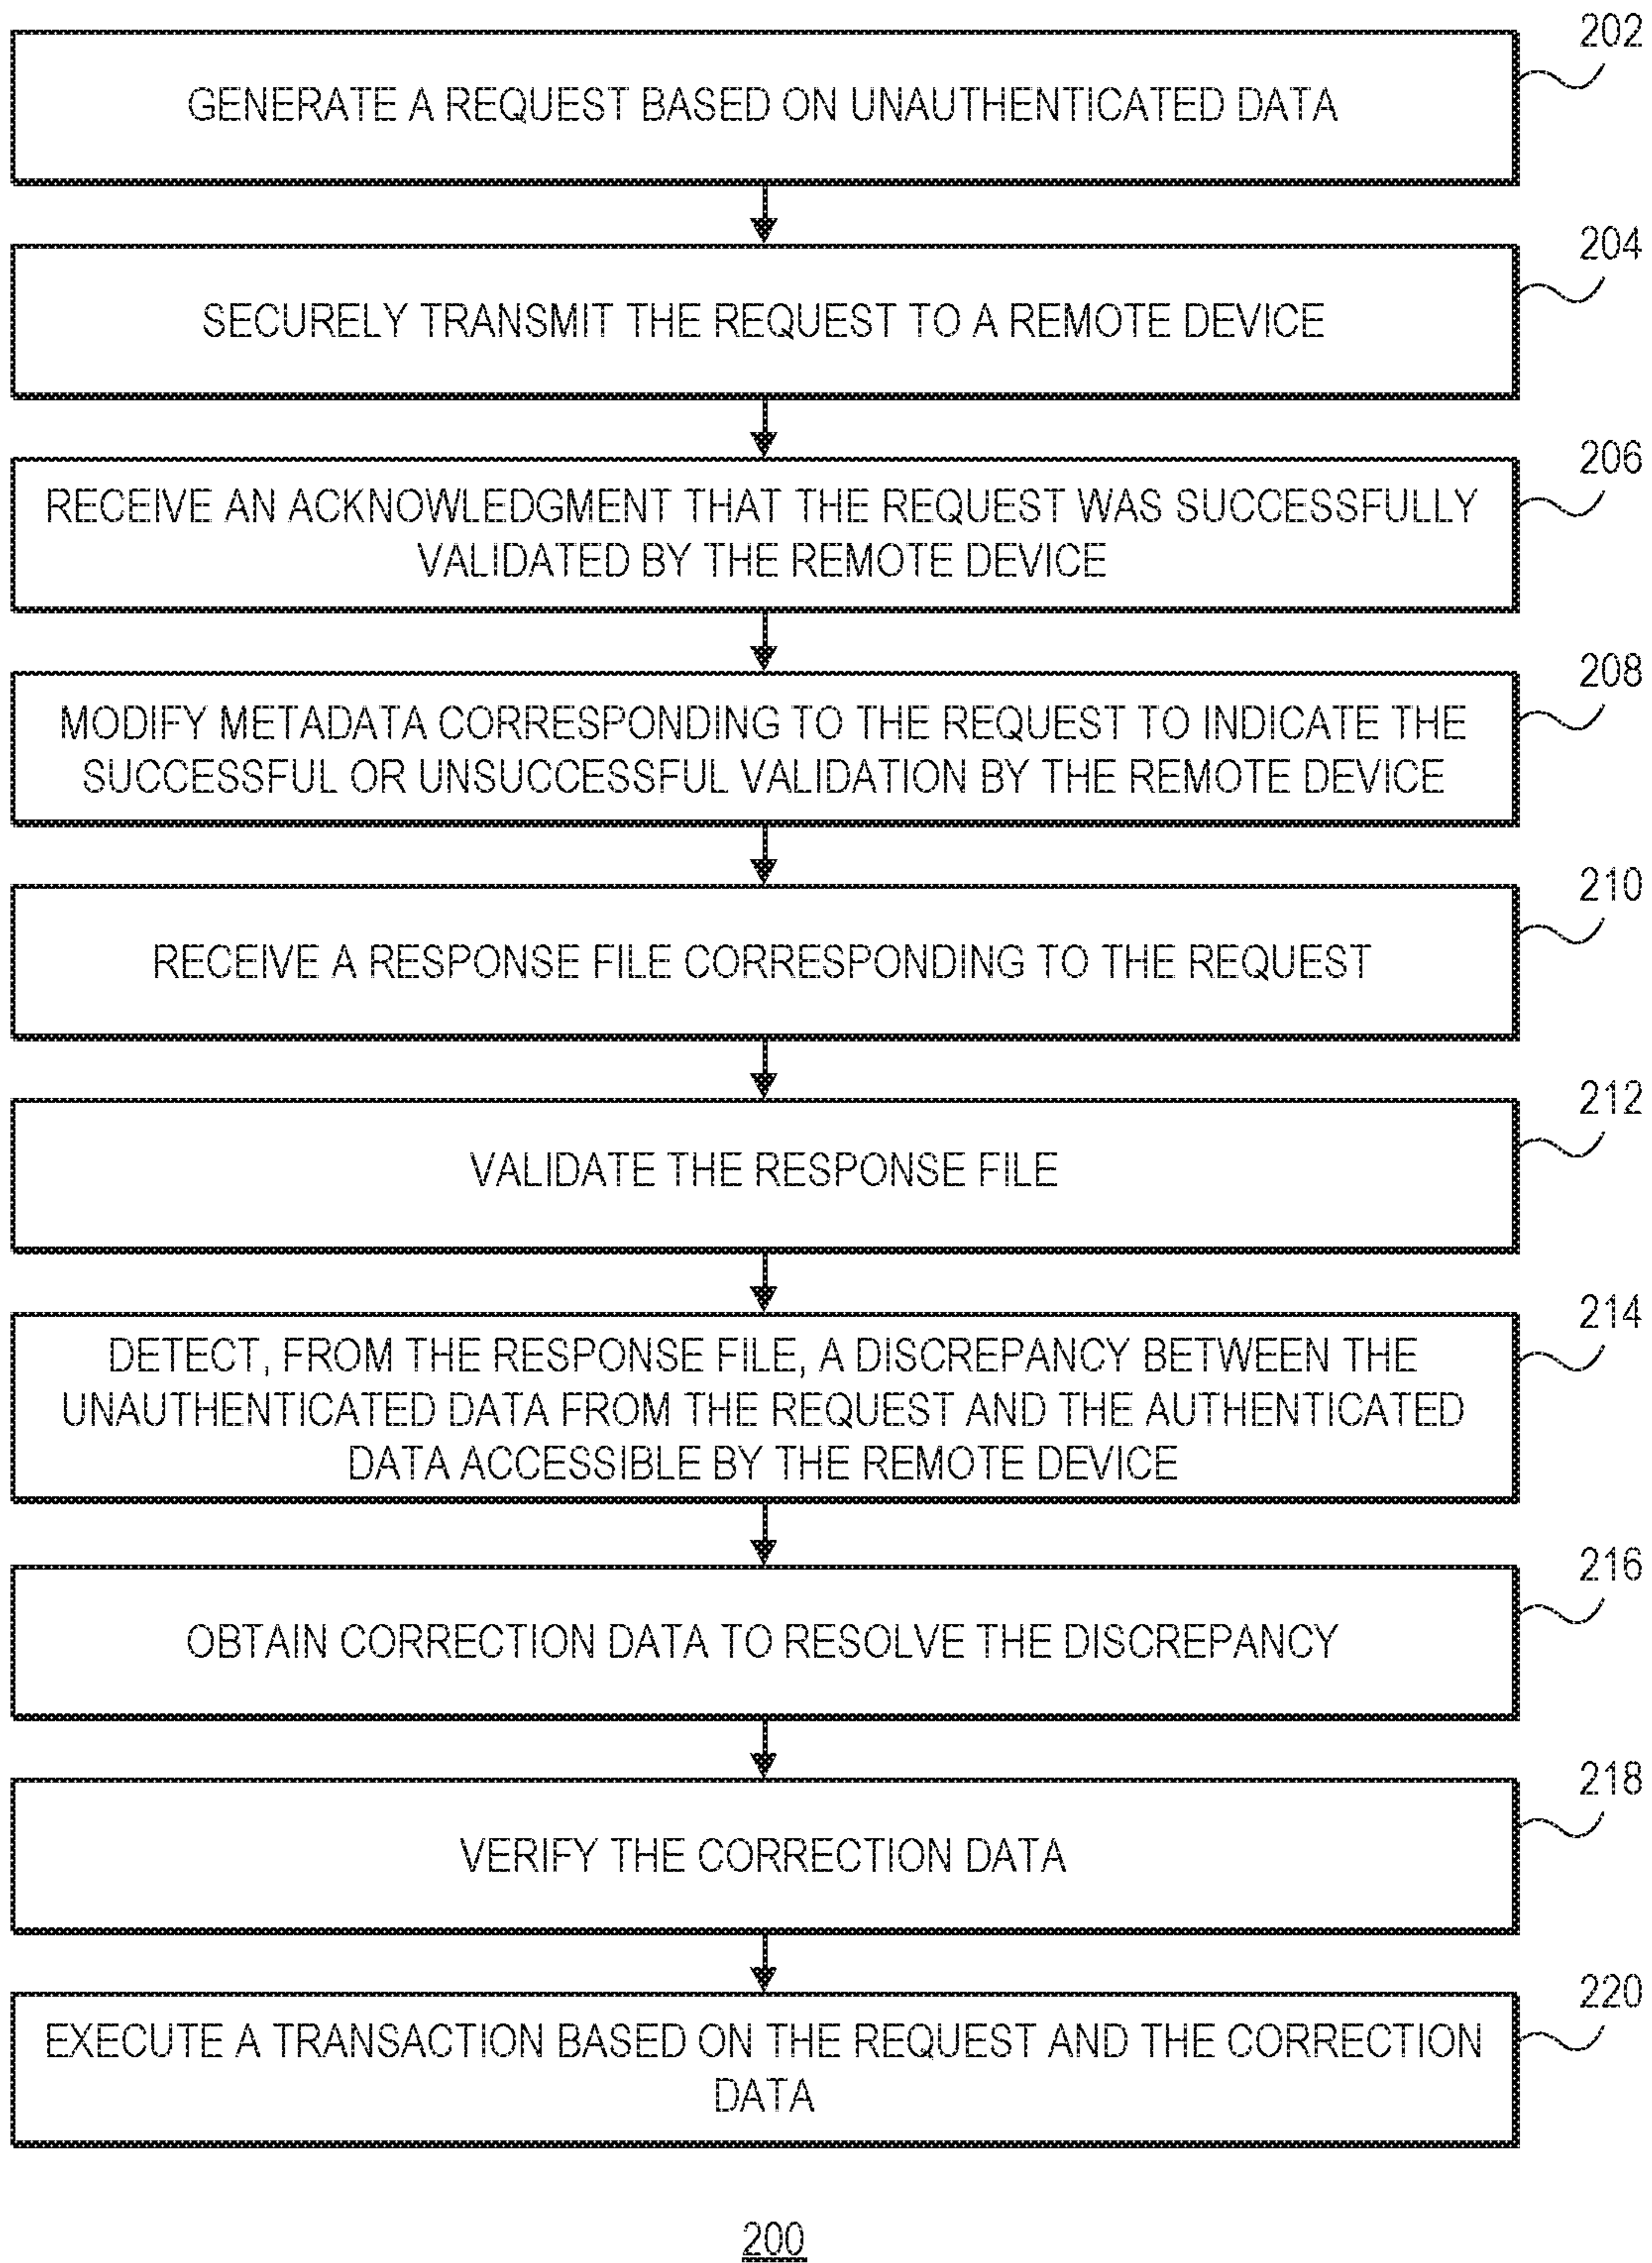 202
GENERATE A REQUEST BASED ON UNAUTHENTICATED DATA
204
SECURELY TRANSMIT THE REQUEST TO A REMOTE DEVICE
206
RECEIVE AN ACKNOWLEDGMENT THAT THE REQUEST WAS SUCCESSFULLY
VALIDATED BY THE REMOTE DEVICE
208
MODIFY METADATA CORRESPONDING TO THE REQUEST TO INDICATE THE
SUCCESSFUL OR UNSUCCESSFUL VALIDATION BY THE REMOTE DEVICE
210
RECEIVE A RESPONSE FILE CORRESPONDING TO THE REQUEST
212
VALIDATE THE RESPONSE FILE
214
DETECT, FROM THE RESPONSE FILE, A DISCREPANCY BETWEEN THE
UNAUTHENTICATED DATA FROM THE REQUEST AND THE AUTHENTICATED
DATA ACCESSIBLE BY THE REMOTE DEVICE
216
OBTAIN CORRECTION DATA TO RESOLVE THE DISCREPANCY
218
VERIFY THE CORRECTION DATA
220
EXECUTE A TRANSACTION BASED ON THE REQUEST AND THE CORRECTION
DATA
200